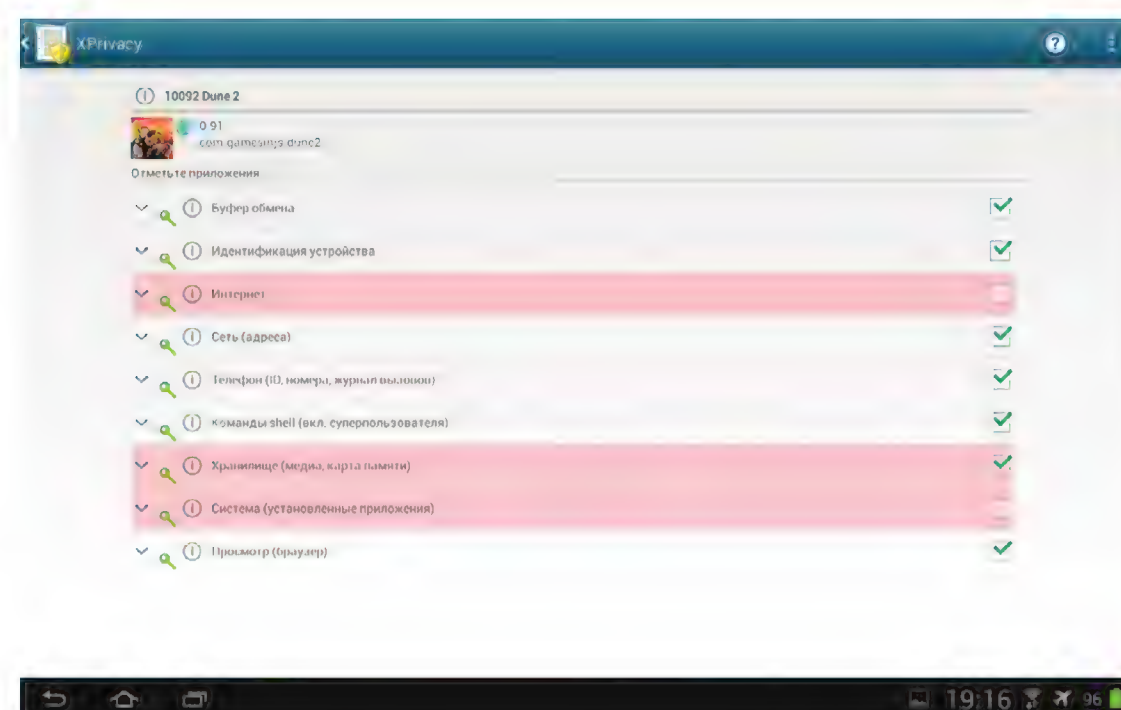 XPrivacy
10092 Dune 2
0.91
com.gamesinjs.dune2
Отметьте приложения
Буфер обмена
Идентификация устройства
Интернет
Сеть (адреса)
Телефон (ID, номера, журнал вызовов)
Команды shell (вкл. суперпользователя)
Хранилище (медиа, карта памяти)
Система (установленные приложения)
Просмотр (браузер)
19:16 96